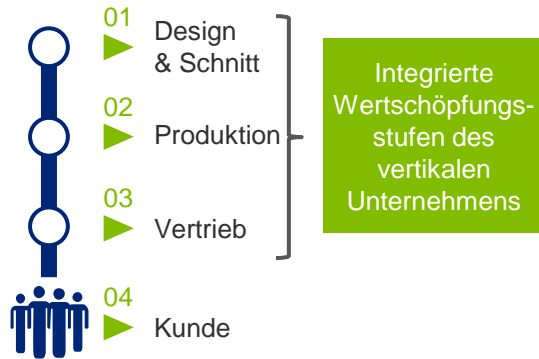 01
Design
& Schnitt
02
Produktion
03
Vertrieb
04
Kunde
Integrierte
Wertschöpfungs-
stufen des
vertikalen
Unternehmens